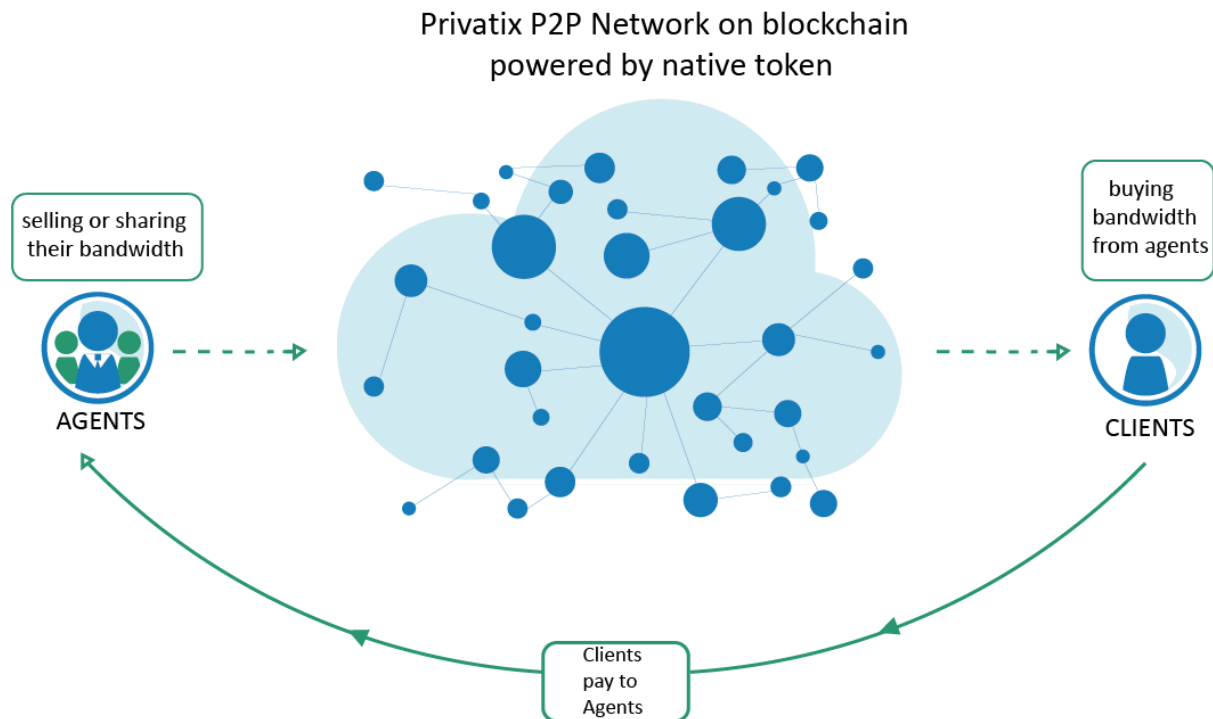 Privatix P2P Network on blockchain
powered by native token
selling or sharing
their bandwidth
buying
bandwidth
from agents
AGENTS
CLIENTS
Clients
pay to
Agents